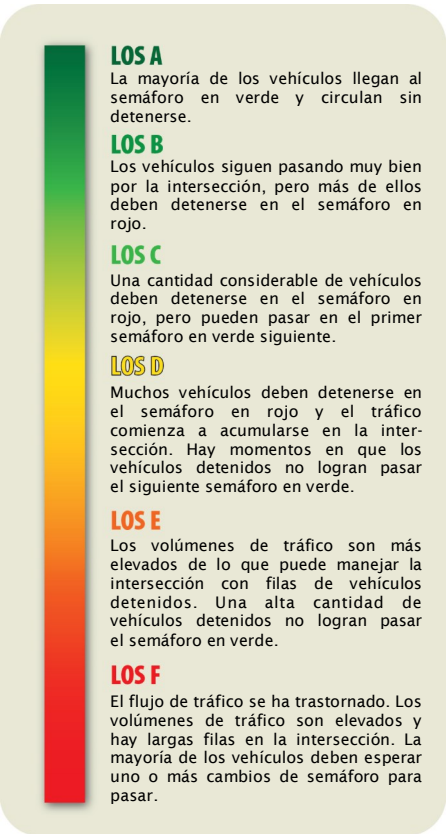 LOS A
La mayoría de los vehículos llegan al
semáforo en verde y circulan sin
detenerse.
LOS B
Los vehículos siguen pasando muy bien
por la intersección, pero más de ellos
deben detenerse en el semáforo en
rojo.
LOS C
Una cantidad considerable de vehículos
deben detenerse en el semáforo en
rojo, pero pueden pasar en el primer
semáforo en verde siguiente.
LOS D
Muchos vehículos deben detenerse en
el semáforo en rojo y el tráfico
comienza a acumularse en la inter-
sección. Hay momentos en que los
vehículos detenidos no logran pasar
el siguiente semáforo en verde.
LOS E
Los volúmenes de tráfico son más
elevados de lo que puede manejar la
intersección con filas de vehículos
detenidos. Una alta cantidad de
vehículos detenidos no logran pasar
el semáforo en verde.
LOS F
El flujo de tráfico se ha trastornado. Los
volúmenes de tráfico son elevados y
hay largas filas en la intersección. La
mayoría de los vehículos deben esperar
uno o más cambios de semáforo para
pasar.